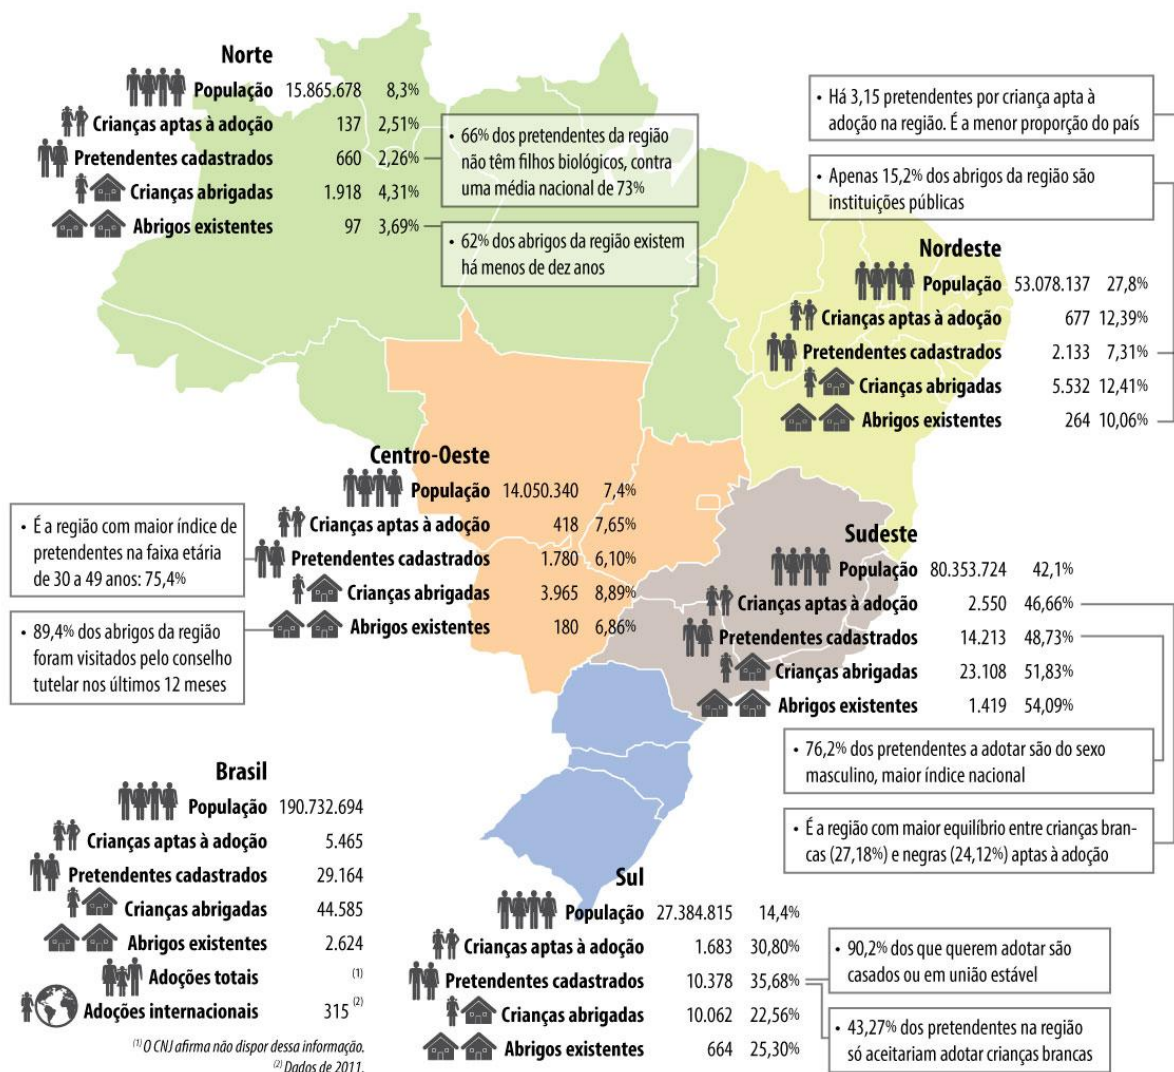 Norte
População 15.865.678 8,3%
Crianças aptas à adoção 137 2,51%
Pretendentes cadastrados 660 2,26%
Crianças abrigadas 1.918 4,31%
Abrigos existentes 97 3,69%
• 66% dos pretendentes da região
não têm filhos biológicos, contra
uma média nacional de 73%
• 62% dos abrigos da região existem
há menos de dez anos
• Há 3,15 pretendentes por criança apta à
adoção na região. É a menor proporção do país
• Apenas 15,2% dos abrigos da região são
instituições públicas
Nordeste
População 53.078.137 27,8%
Crianças aptas à adoção 677 12,39%
Pretendentes cadastrados 2.133 7,31%
Crianças abrigadas 5.532 12,41%
Abrigos existentes 264 10,06%
Centro-Oeste
População 14.050.340 7,4%
Crianças aptas à adoção 418 7,65%
Pretendentes cadastrados 1.780 6,10%
Crianças abrigadas 3.965 8,89%
Abrigos existentes 180 6,86%
• É a região com maior índice de
pretendentes na faixa etária
de 30 a 49 anos: 75,4%
• 89,4% dos abrigos da região
foram visitados pelo conselho
tutelar nos últimos 12 meses
Sudeste
População 80.353.724 42,1%
Crianças aptas à adoção 2.550 46,66%
Pretendentes cadastrados 14.213 48,73%
Crianças abrigadas 23.108 51,83%
Abrigos existentes 1.419 54,09%
• 76,2% dos pretendentes a adotar são do sexo
masculino, maior índice nacional
• É a região com maior equilíbrio entre crianças bran-
cas (27,18%) e negras (24,12%) aptas à adoção
Brasil
População 190.732.694
Crianças aptas à adoção 5.465
Pretendentes cadastrados 29.164
Crianças abrigadas 44.585
Abrigos existentes 2.624
Adoções totais (1)
Adoções internacionais 315 (2)
(1) O CNJ afirma não dispor dessa informação.
(2) Dados de 2011.
Sul
População 27.384.815 14,4%
Crianças aptas à adoção 1.683 30,80%
Pretendentes cadastrados 10.378 35,68%
Crianças abrigadas 10.062 22,56%
Abrigos existentes 664 25,30%
• 90,2% dos que querem adotar são
casados ou em união estável
• 43,27% dos pretendentes na região
só aceitariam adotar crianças brancas